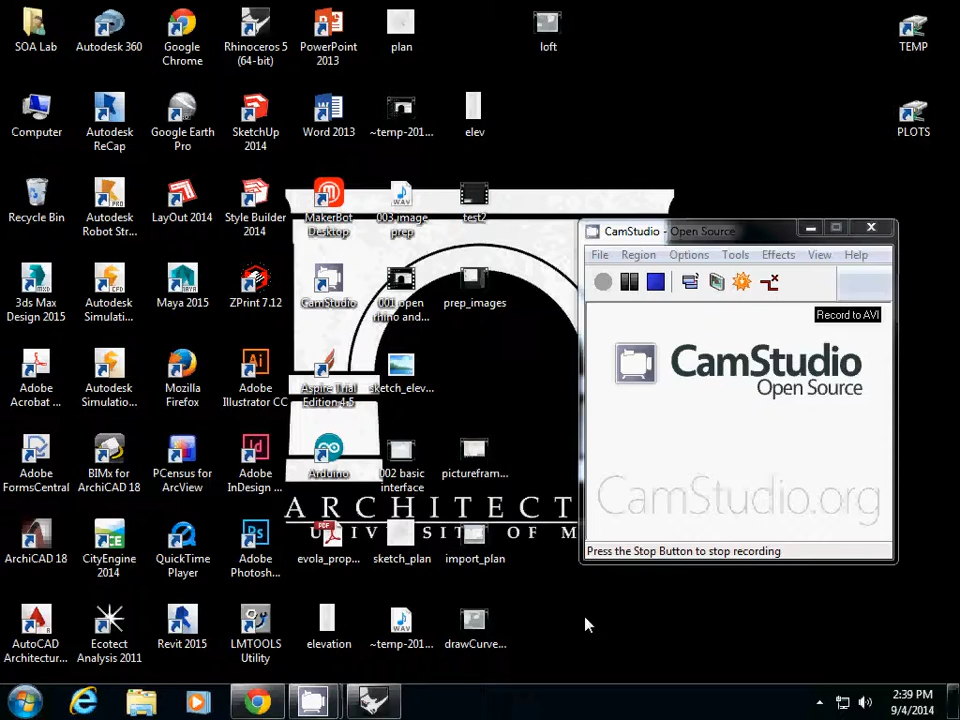 SOA Lab
Autodesk 360
Google
Chrome
Rhinoceros 5
(64-bit)
PowerPoint
2013
plan
loft
TEMP
Computer
Autodesk
ReCap
Google Earth
Pro
SketchUp
2014
Word 2013
~temp-201...
elev
PLOTS
Recycle Bin
Autodesk
Robot Str...
LayOut 2014
Style Builder
2014
MakerBot
Desktop
003 image
prep
test2
3ds Max
Design 2015
Autodesk
Simulati...
Maya 2015
ZPrint 7.12
CamStudio
001 open
rhino and...
prep_images
Adobe
Acrobat ...
Autodesk
Simulatio...
Mozilla
Firefox
Adobe
Illustrator CC
Aspire Trial
Edition 4.5
sketch_elev...
Adobe
FormsCentral
BIMx for
ArchiCAD 18
PCensus for
ArcView
Adobe
InDesign ...
Arduino
002 basic
interface
picturefram...
ArchiCAD 18
CityEngine
2014
QuickTime
Player
Adobe
Photosh...
evola_prop...
sketch_plan
import_plan
AutoCAD
Architectur...
Ecotect
Analysis 2011
Revit 2015
LMTOOLS
Utility
elevation
~temp-201...
drawCurve...
ARCHITECT
CamStudio - Open Source
File Region Options Tools Effects View Help
Record to AVI
CamStudio
Open Source
CamStudio.org
Press the Stop Button to stop recording
2:39 PM
9/4/2014